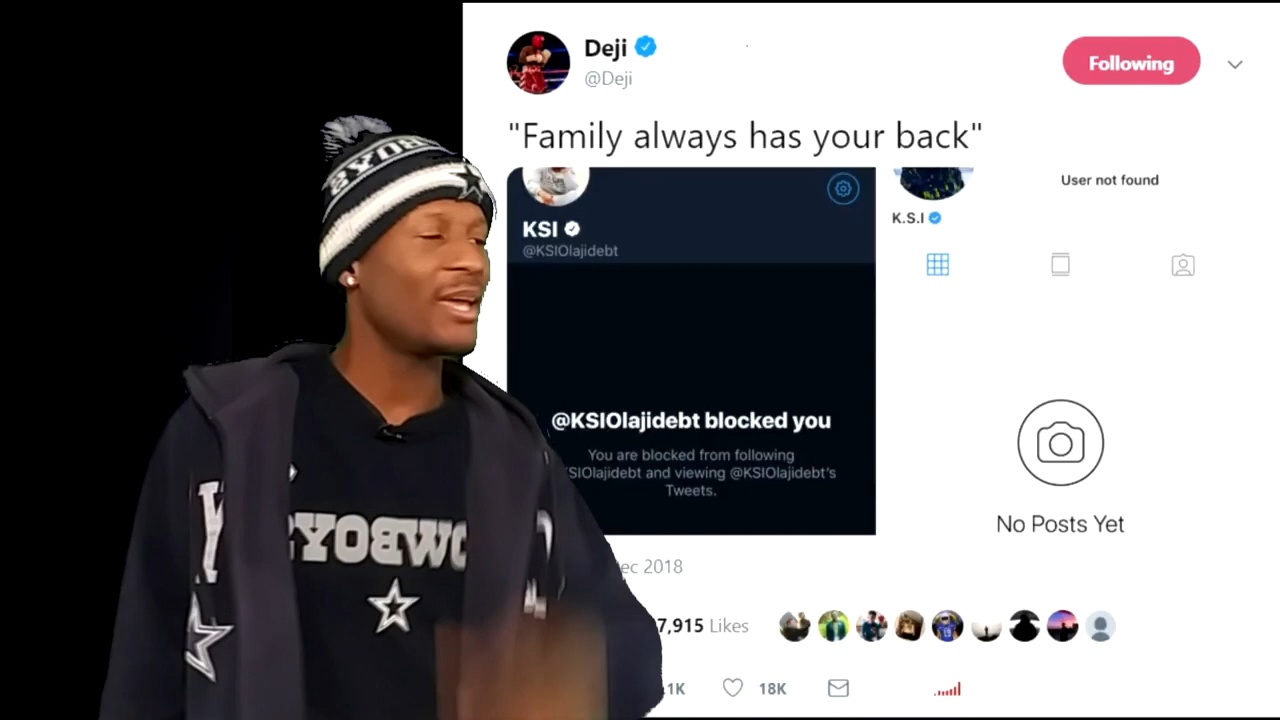 Deji
@Deji
Following
"Family always has your back"
KSI
@KSIOlajidebt
@KSIOlajidebt blocked you
You are blocked from following
KSIOlajidebt and viewing @KSIOlajidebt's
Tweets.
User not found
K.S.I
No Posts Yet
ec 2018
7,915 Likes
1K
18K
COWBOYS